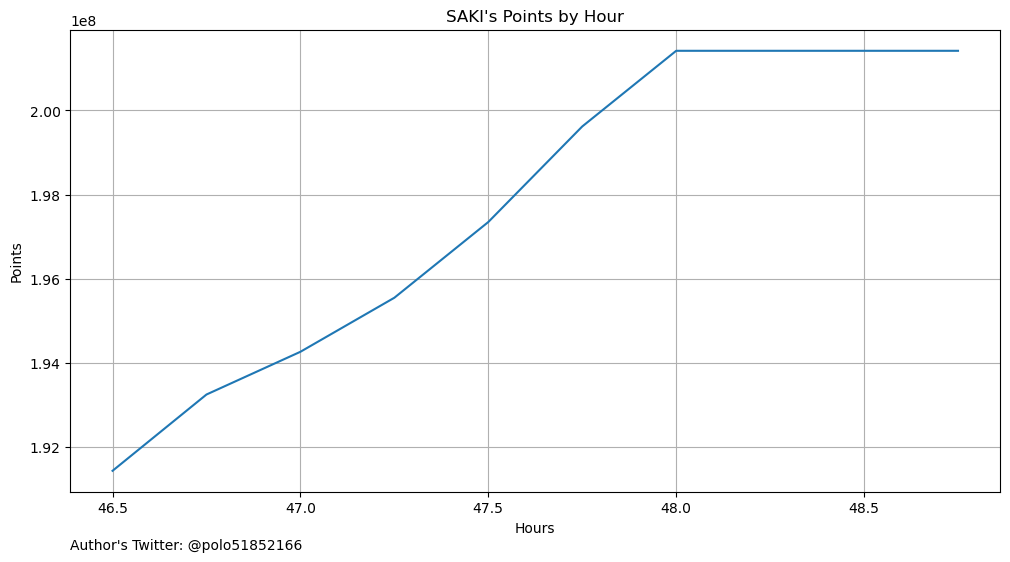 SAKI's Points by Hour
1e8
2.00
1.98
1.96
1.94
1.92
Points
46.5 47.0 47.5 48.0 48.5
Hours
Author's Twitter: @polo51852166